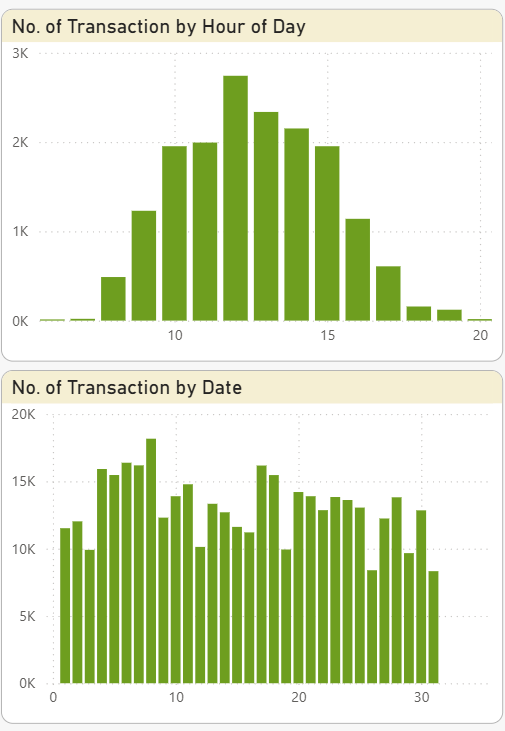 No. of Transaction by Hour of Day
3K
2K
1K
0K
10 15 20
No. of Transaction by Date
20K
15K
10K
5K
0K
0 10 20 30